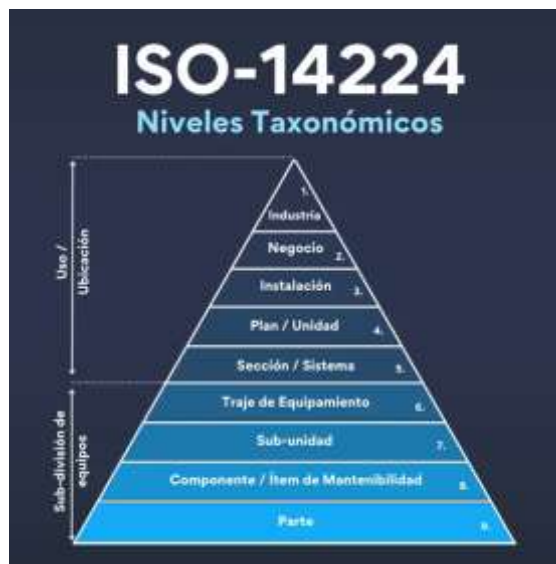 ISO-14224
Niveles Taxonómicos
Uso /
Ubicación
1.
Industria
Negocio 2.
Instalación 3.
Plan / Unidad 4.
Sección / Sistema 5.
Sub-división de
equipos
Traje de Equipamiento 6.
Sub-unidad 7.
Componente / Ítem de Mantenibilidad 8.
Parte 9.